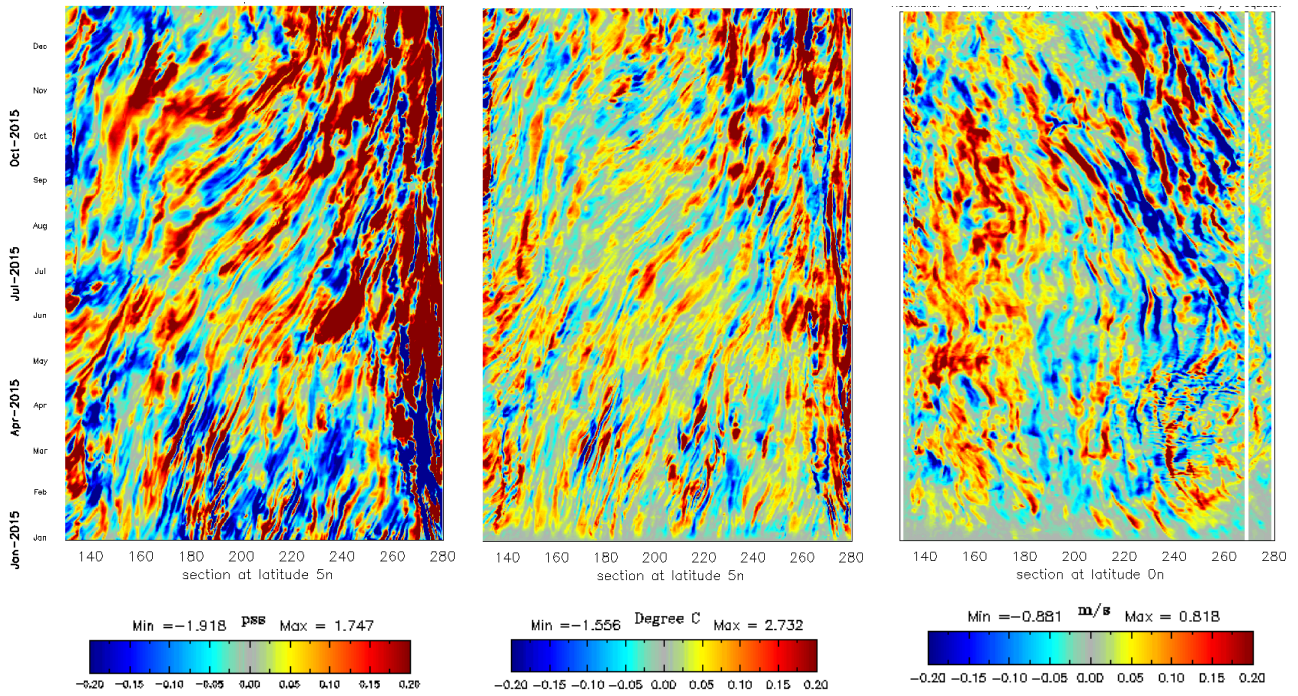 Dec
Nov
Oct
Sep
Aug
Jul
Jun
May
Apr
Mar
Feb
Jan
Oct-2015
Jul-2015
Apr-2015
Jan-2015
140 160 180 200 220 240 260 280
section at latitude 5n
Min =-1.918 pss Max = 1.747
-0.20 -0.15 -0.10 -0.05 0.00 0.05 0.10 0.15 0.20
140 160 180 200 220 240 260 280
section at latitude 5n
Min =-1.556 Degree C Max = 2.732
-0.20 -0.15 -0.10 -0.05 0.00 0.05 0.10 0.15 0.20
140 160 180 200 220 240 260 280
section at latitude 0n
Min =-0.881 m/s Max = 0.818
-0.20 -0.15 -0.10 -0.05 0.00 0.05 0.10 0.15 0.20